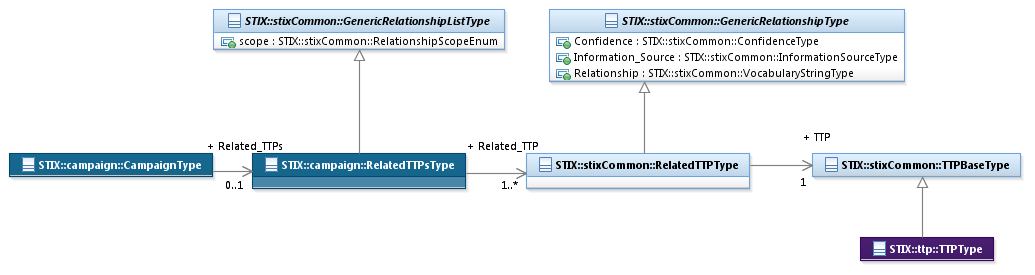 STIX::stixCommon::GenericRelationshipListType
scope : STIX::stixCommon::RelationshipScopeEnum
STIX::stixCommon::GenericRelationshipType
Confidence : STIX::stixCommon::ConfidenceType
Information_Source : STIX::stixCommon::InformationSourceType
Relationship : STIX::stixCommon::VocabularyStringType
STIX::campaign::CampaignType
+ Related_TTPs
0..1
STIX::campaign::RelatedTTPsType
+ Related_TTP
1..*
STIX::stixCommon::RelatedTTPType
+ TTP
1
STIX::stixCommon::TTPBaseType
STIX::ttp::TTPType